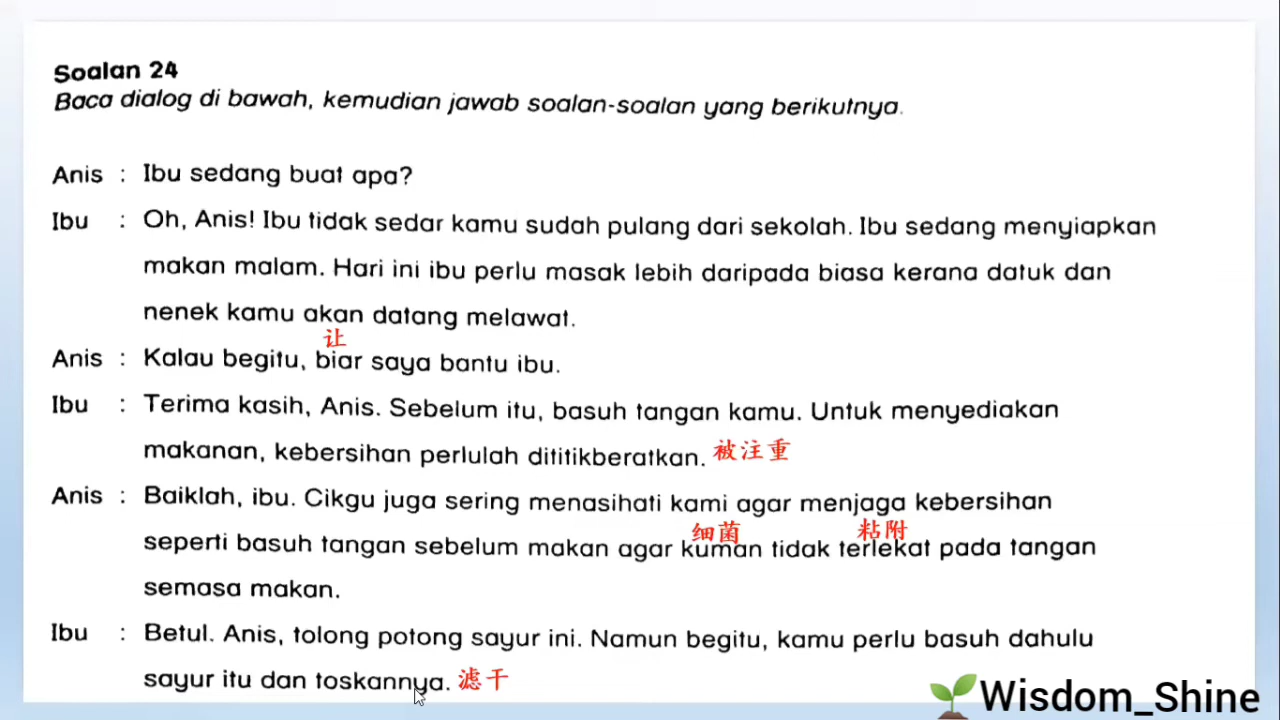 Soalan 24
Baca dialog di bawah, kemudian jawab soalan-soalan yang berikutnya.
Anis : Ibu sedang buat apa?
Ibu : Oh, Anis! Ibu tidak sedar kamu sudah pulang dari sekolah. Ibu sedang menyiapkan
makan malam. Hari ini ibu perlu masak lebih daripada biasa kerana datuk dan
nenek kamu akan datang melawat.
让
Anis : Kalau begitu, biar saya bantu ibu.
Ibu : Terima kasih, Anis. Sebelum itu, basuh tangan kamu. Untuk menyediakan
makanan, kebersihan perlulah dititikberatkan. 被注重
Anis : Baiklah, ibu. Cikgu juga sering menasihati kami agar menjaga kebersihan
细菌 粘附
seperti basuh tangan sebelum makan agar kuman tidak terlekat pada tangan
semasa makan.
Ibu : Betul. Anis, tolong potong sayur ini. Namun begitu, kamu perlu basuh dahulu
sayur itu dan toskannya. 滤干
Wisdom_Shine